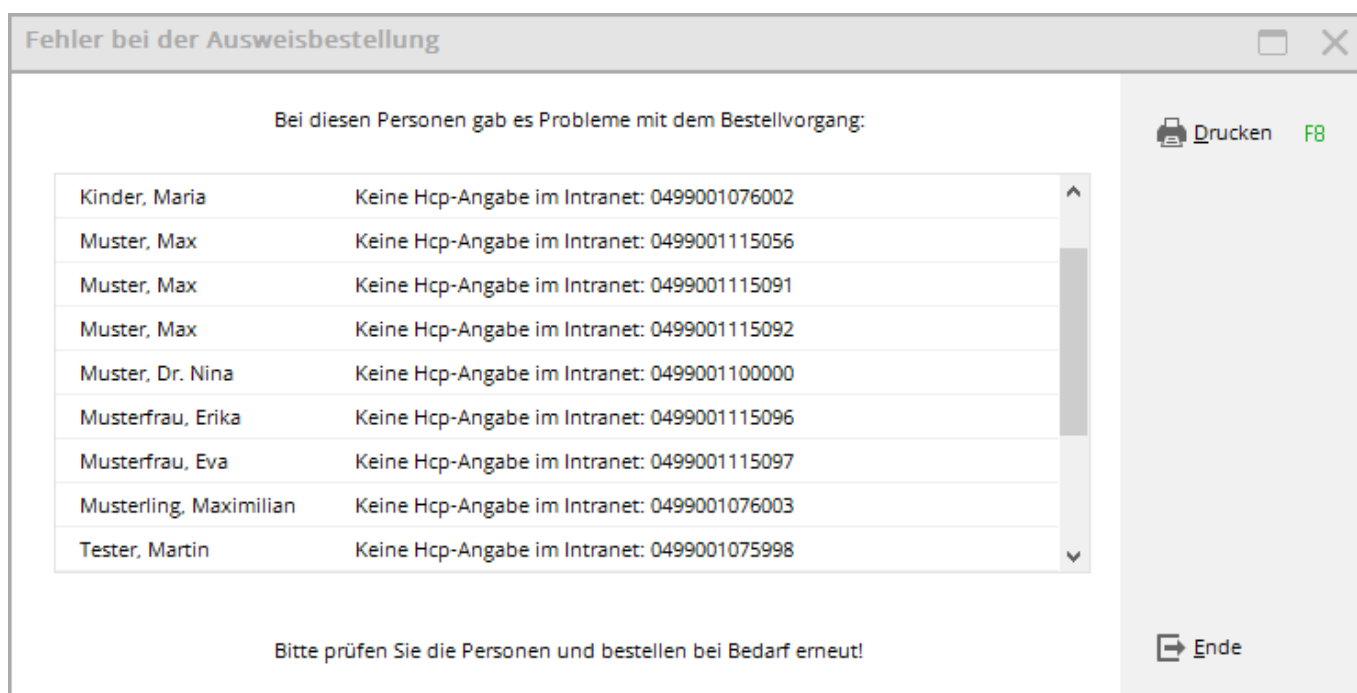 Fehler bei der Ausweisbestellung
Bei diesen Personen gab es Probleme mit dem Bestellvorgang:
Drucken F8
Kinder, Maria Keine Hcp-Angabe im Intranet: 0499001076002
Muster, Max Keine Hcp-Angabe im Intranet: 0499001115056
Muster, Max Keine Hcp-Angabe im Intranet: 0499001115091
Muster, Max Keine Hcp-Angabe im Intranet: 0499001115092
Muster, Dr. Nina Keine Hcp-Angabe im Intranet: 0499001100000
Musterfrau, Erika Keine Hcp-Angabe im Intranet: 0499001115096
Musterfrau, Eva Keine Hcp-Angabe im Intranet: 0499001115097
Musterling, Maximilian Keine Hcp-Angabe im Intranet: 0499001076003
Tester, Martin Keine Hcp-Angabe im Intranet: 0499001075998
Bitte prüfen Sie die Personen und bestellen bei Bedarf erneut!
Ende